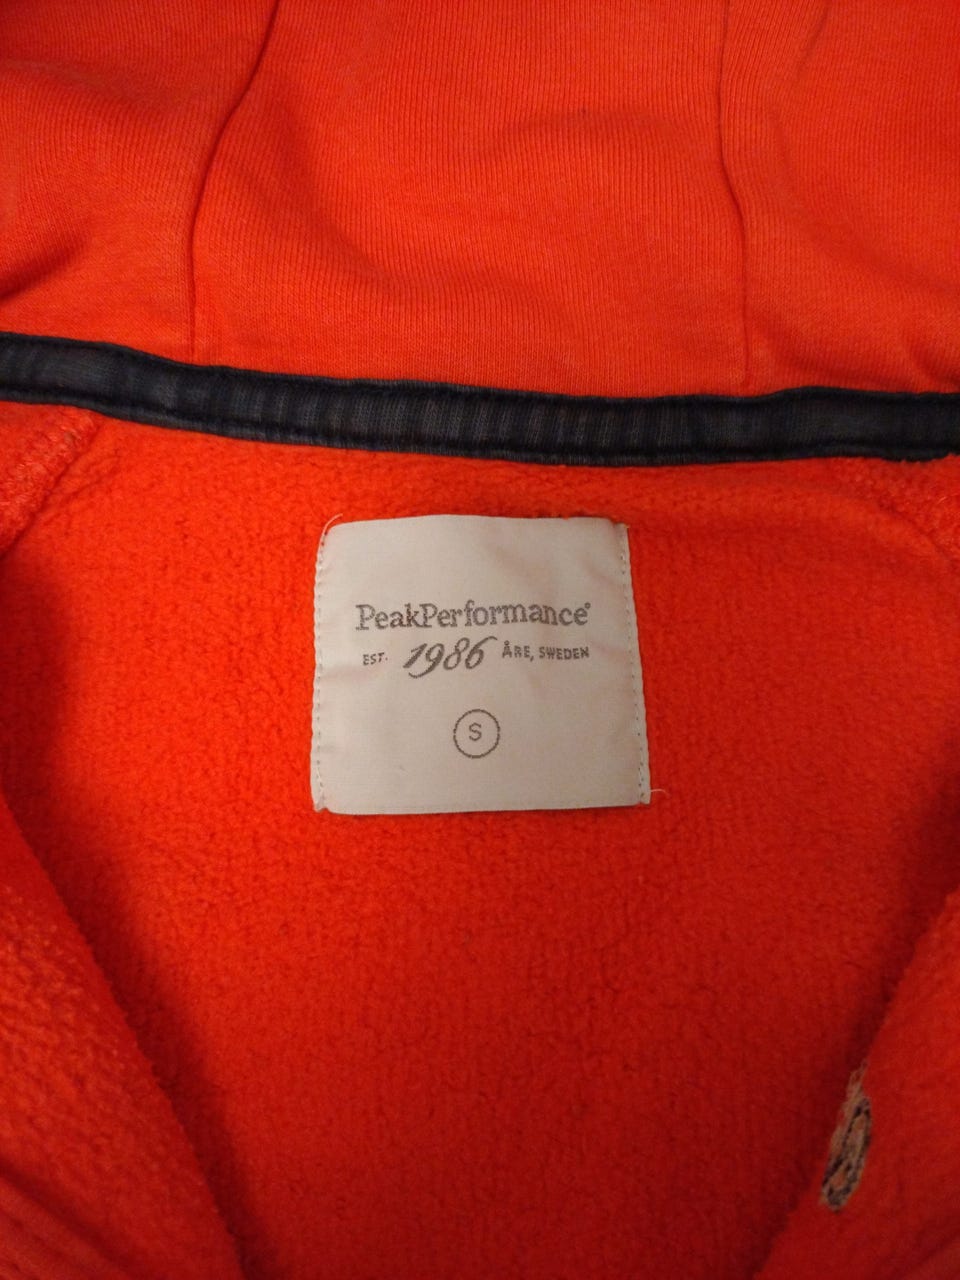 PeakPerformance®
EST. 1986 ÅRE, SWEDEN
S